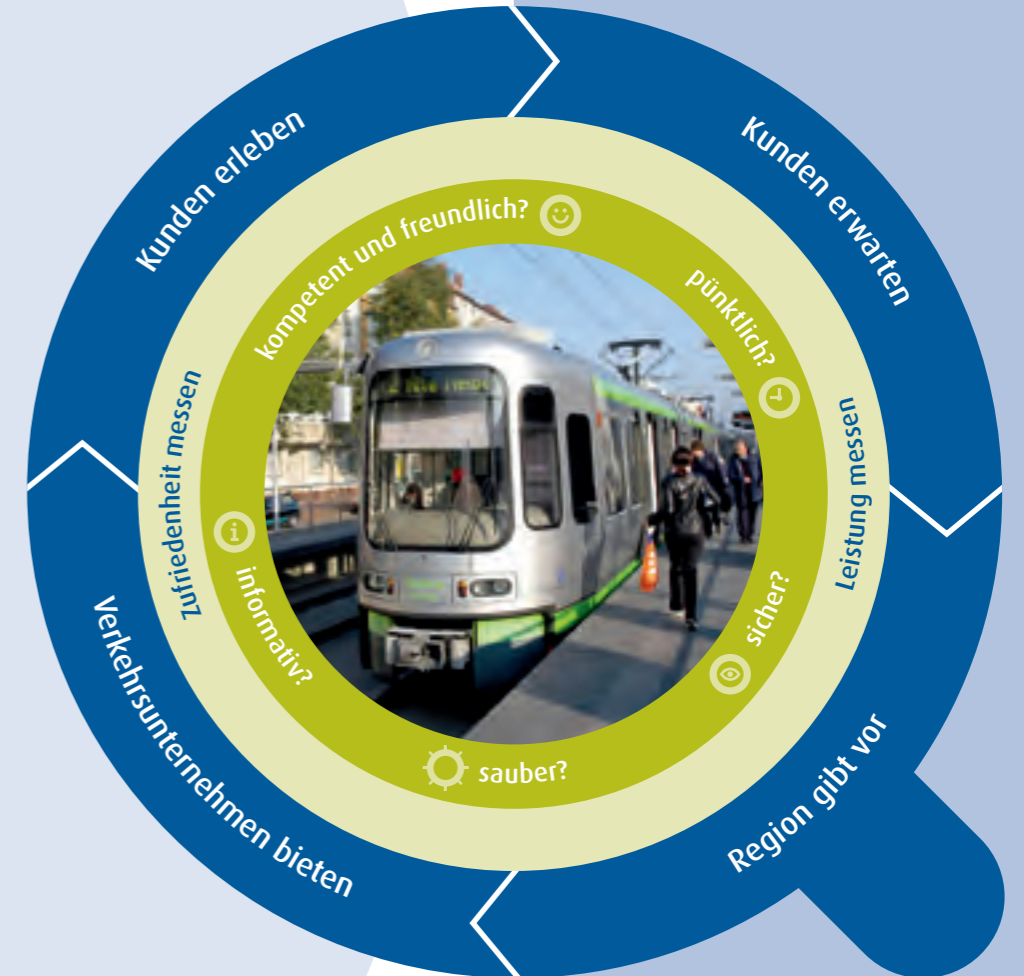 Kunden erleben
Kunden erwarten
Region gibt vor
Verkehrsunternehmen bieten
Zufriedenheit messen
Leistung messen
kompetent und freundlich?
pünktlich?
sicher?
sauber?
informativ?
i